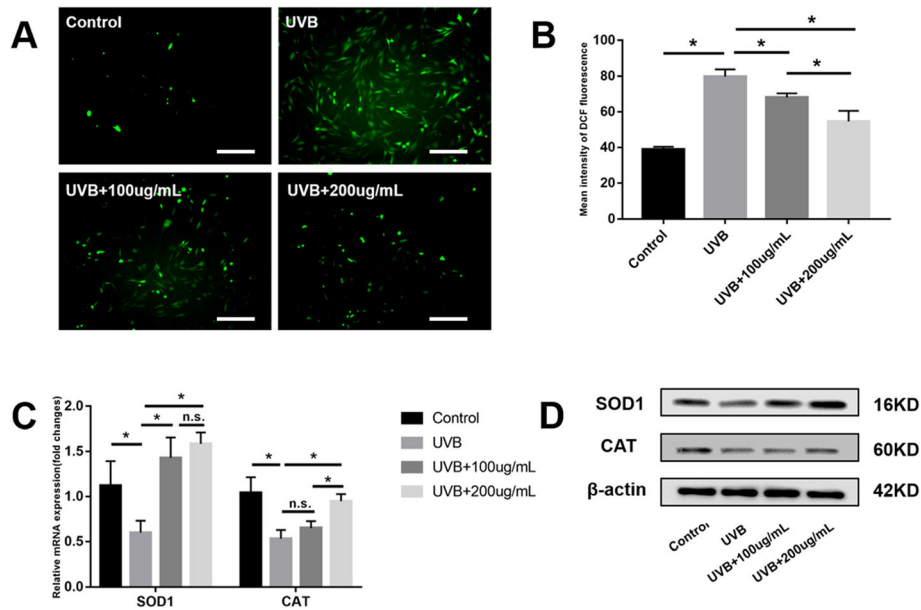 A
Control
UVB
UVB+100ug/mL
UVB+200ug/mL
B
Mean intensity of DCF fluorescence
100
80
60
40
20
0
*
*
*
*
Control
UVB
UVB+100ug/mL
UVB+200ug/mL
C
Relative mRNA expression(fold changes)
2.0
1.5
1.0
0.5
0.0
*
*
*
n.s.
*
n.s.
*
*
SOD1
CAT
Control
UVB
UVB+100ug/mL
UVB+200ug/mL
D
SOD1
16KD
CAT
60KD
β-actin
42KD
Control
UVB
UVB+100ug/mL
UVB+200ug/mL